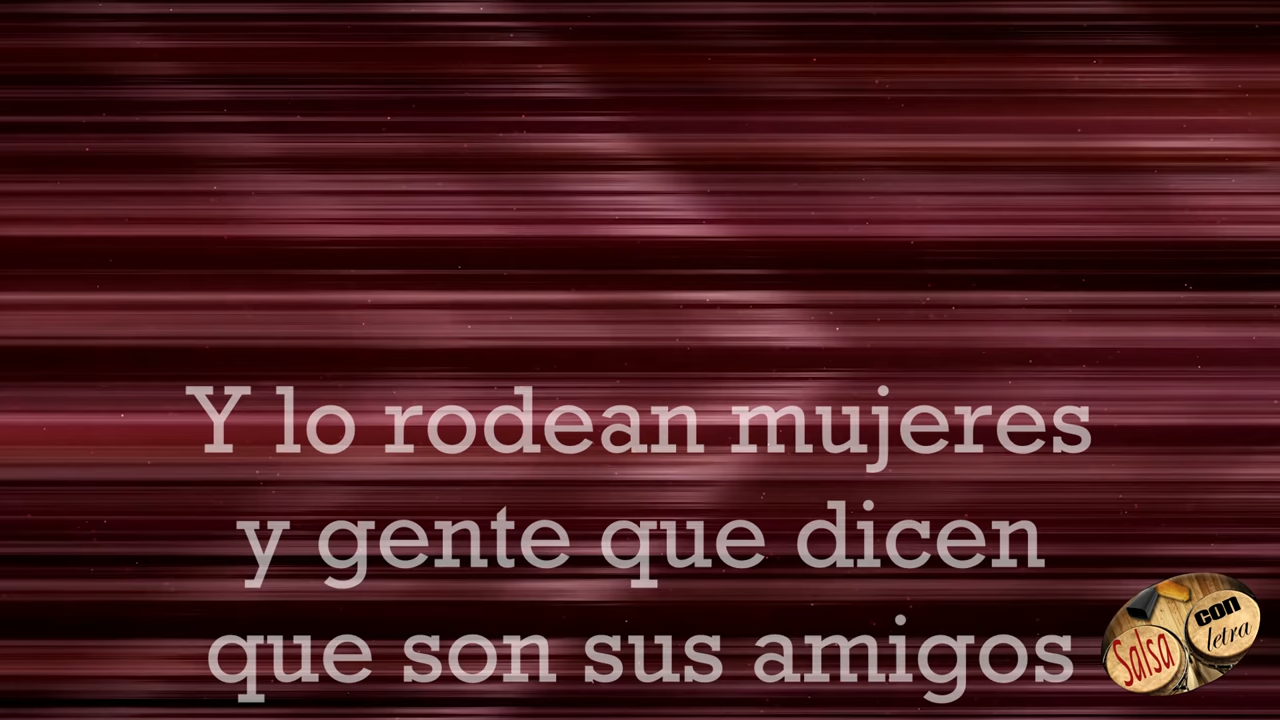 Y lo rodean mujeres
y gente que dicen
que son sus amigos
Salsa
con
letra